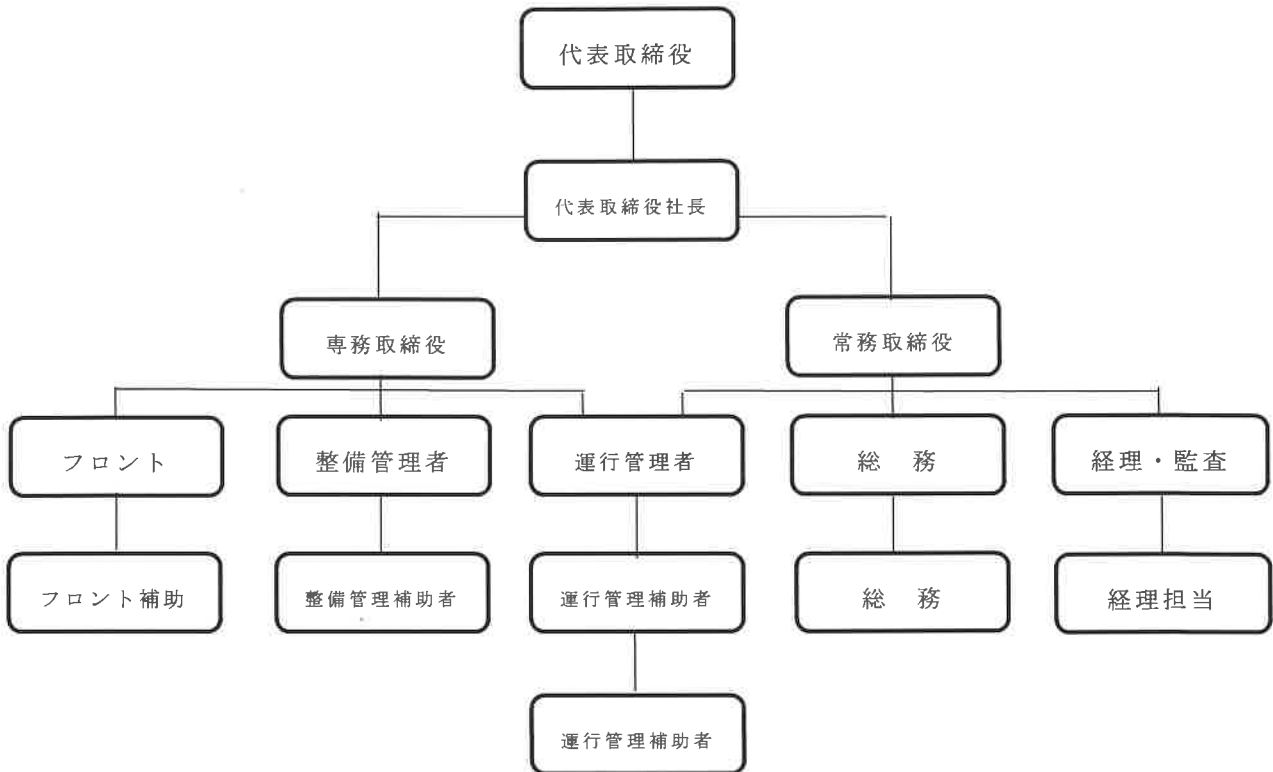 代表取締役
代表取締役社長
専務取締役
常務取締役
フロント
整備管理者
運行管理者
総　務
経理・監査
フロント補助
整備管理補助者
運行管理補助者
総　務
経理担当
運行管理補助者